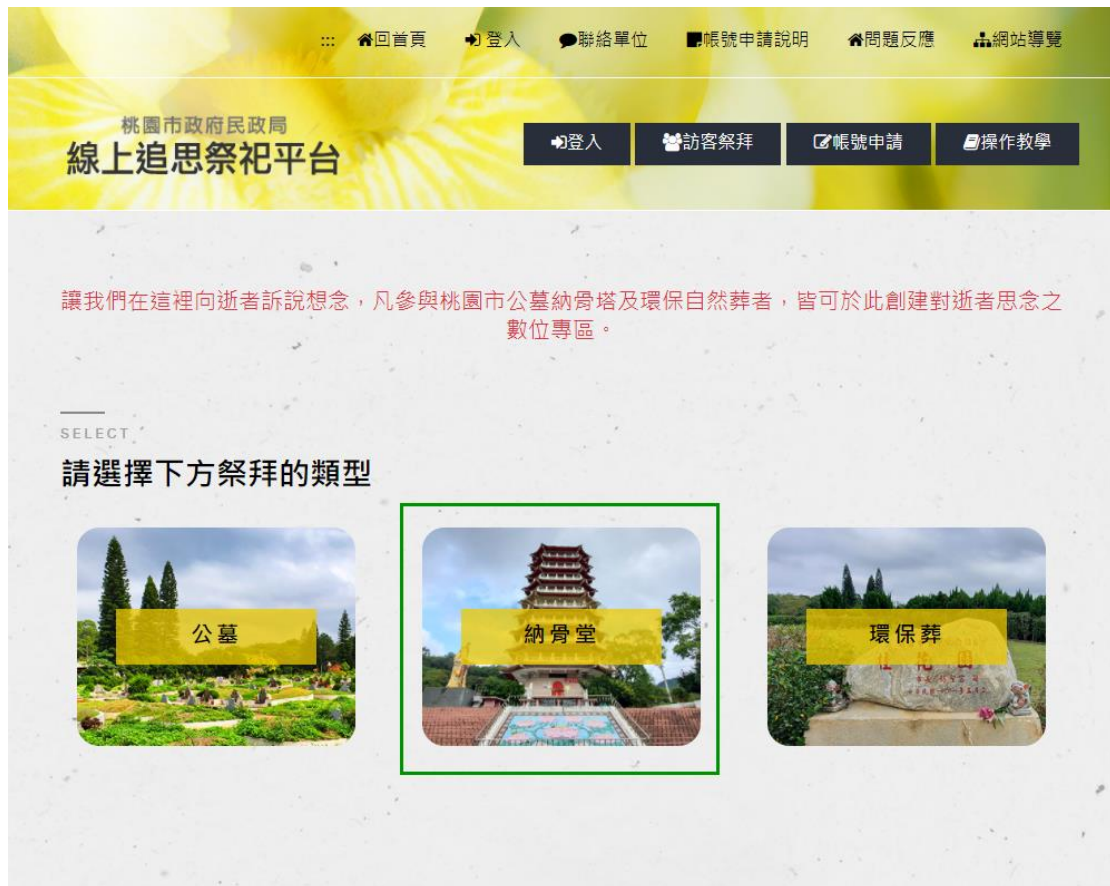 ::: 回首頁 登入 聯絡單位 帳號申請說明 問題反應 網站導覽
桃園市政府民政局
線上追思祭祀平台
登入 訪客祭拜 帳號申請 操作教學
讓我們在這裡向逝者訴說想念，凡參與桃園市公墓納骨塔及環保自然葬者，皆可於此創建對逝者思念之
數位專區。
SELECT
請選擇下方祭拜的類型
公墓 納骨堂 環保葬